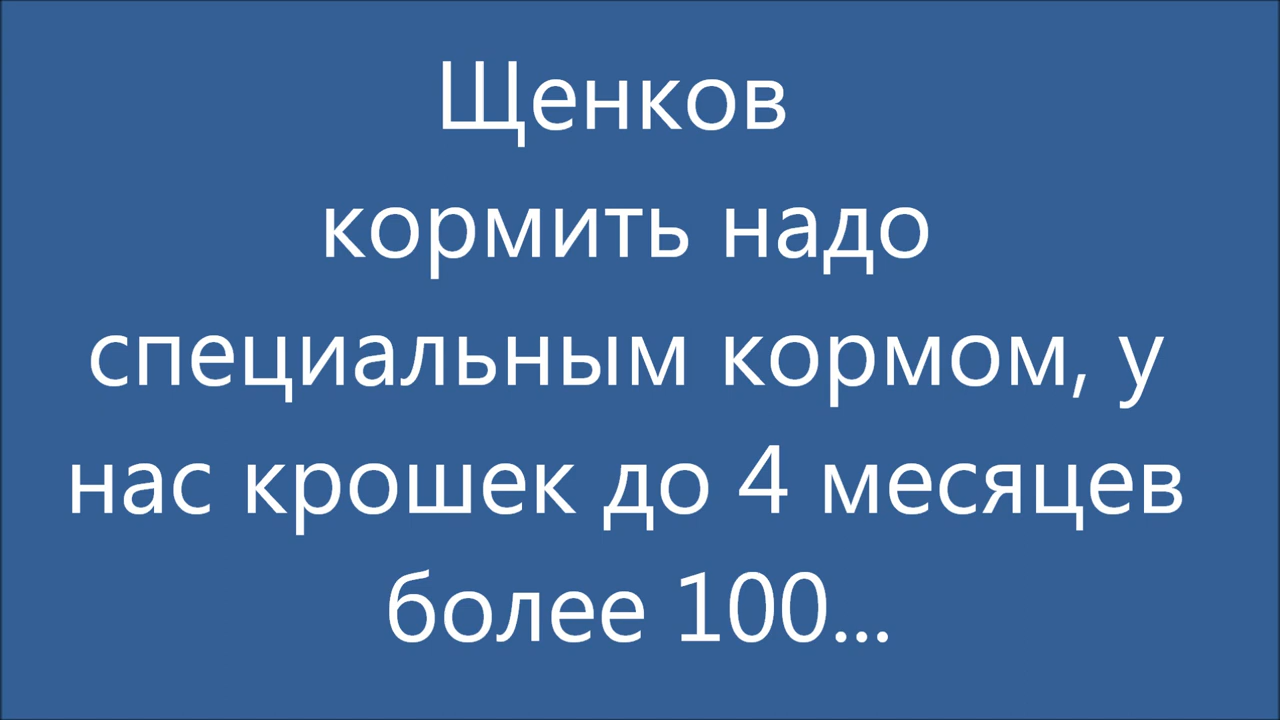 Щенков
кормить надо
специальным кормом, у
нас крошек до 4 месяцев
более 100...